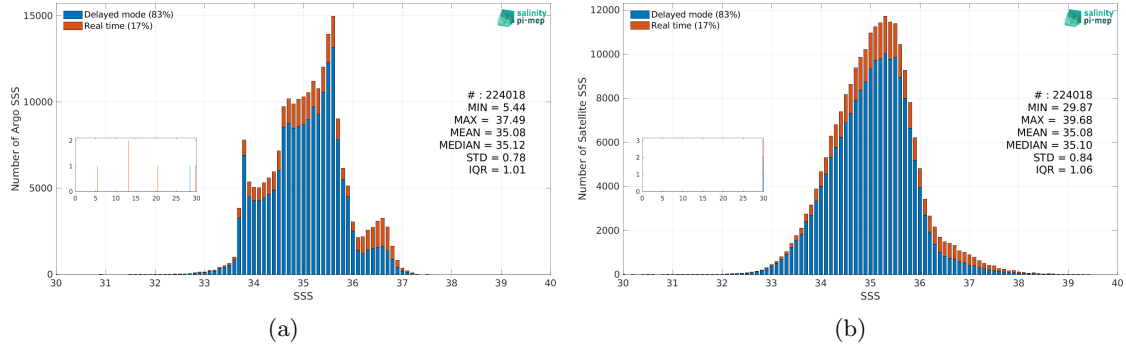 Delayed mode (83%)
Real time (17%)
salinity
pi-mep
# : 224018
MIN = 5.44
MAX = 37.49
MEAN = 35.08
MEDIAN = 35.12
STD = 0.78
IQR = 1.01
Number of Argo SSS
15000
10000
5000
0
2
1
0
0 5 10 15 20 25 30
30 31 32 33 34 35 36 37 38 39 40
SSS
(a)
Delayed mode (83%)
Real time (17%)
salinity
pi-mep
# : 224018
MIN = 29.87
MAX = 39.68
MEAN = 35.08
MEDIAN = 35.10
STD = 0.84
IQR = 1.06
Number of Satellite SSS
12000
10000
8000
6000
4000
2000
0
3
2
1
0
0 5 10 15 20 25 30
30 31 32 33 34 35 36 37 38 39 40
SSS
(b)